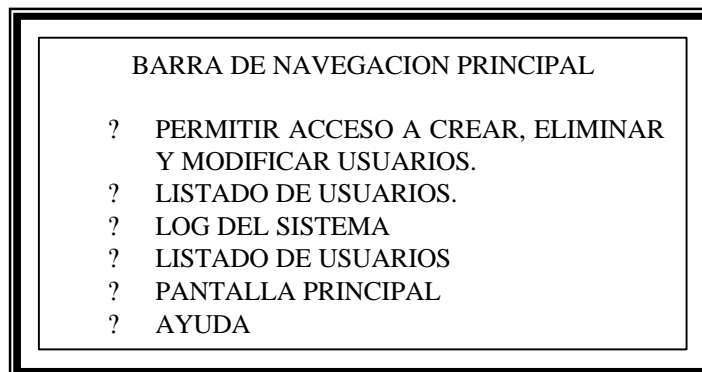 BARRA DE NAVEGACION PRINCIPAL
? PERMITIR ACCESO A CREAR, ELIMINAR
Y MODIFICAR USUARIOS.
? LISTADO DE USUARIOS.
? LOG DEL SISTEMA
? LISTADO DE USUARIOS
? PANTALLA PRINCIPAL
? AYUDA